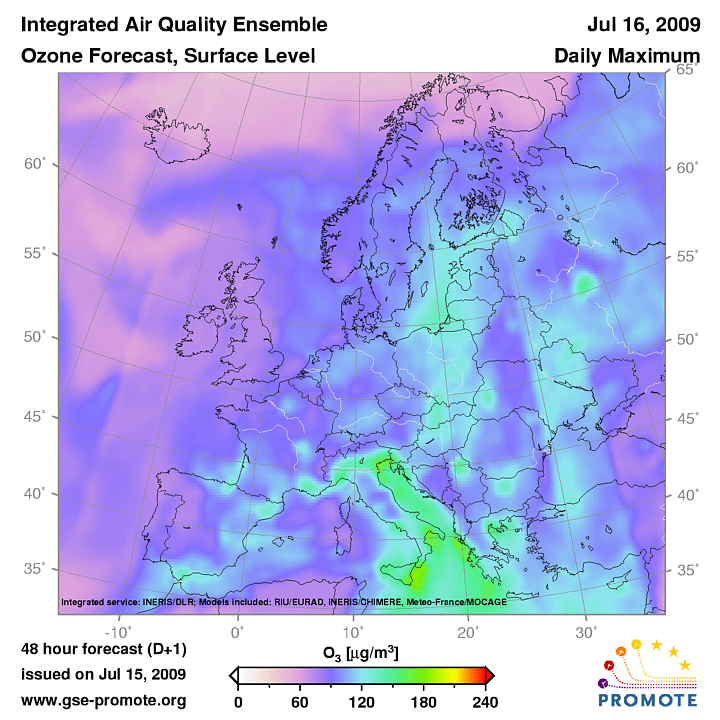 Integrated Air Quality Ensemble
Jul 16, 2009
Ozone Forecast, Surface Level
Daily Maximum
65°
60°
60°
55°
55°
50°
50°
45°
45°
40°
40°
35°
35°
Integrated service: INERIS/DLR; Models included: RIU/EURAD, INERIS/CHIMERE, Meteo-France/MOCAGE
-10°
0°
10°
20°
30°
48 hour forecast (D+1)
O3 [µg/m³]
issued on Jul 15, 2009
0
60
120
180
240
www.gse-promote.org
PROMOTE